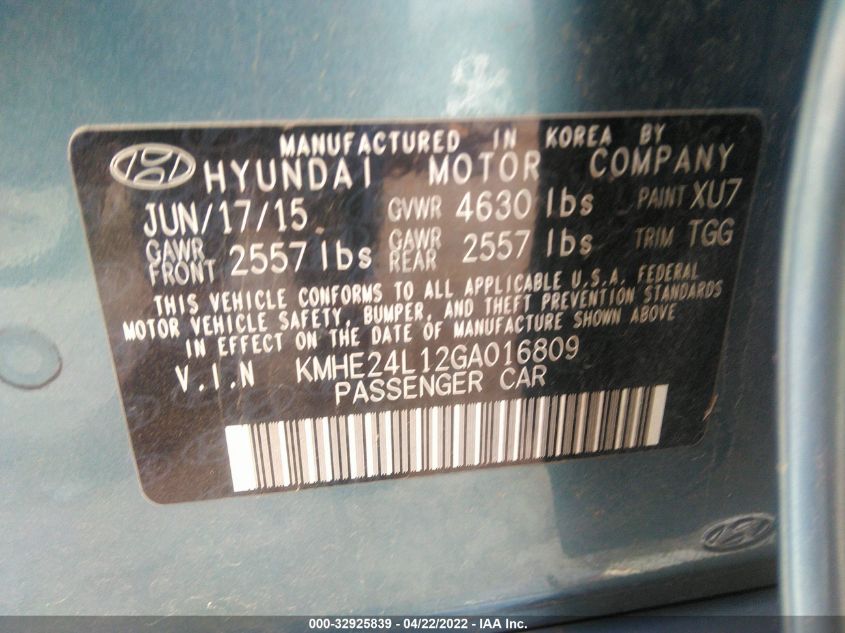 MANUFACTURED IN KOREA BY
HYUNDAI MOTOR COMPANY
JUN/17/15 GVWR 4630 lbs PAINT XU7
GAWR FRONT 2557 lbs GAWR REAR 2557 lbs TRIM TGG
THIS VEHICLE CONFORMS TO ALL APPLICABLE U.S.A. FEDERAL
MOTOR VEHICLE SAFETY, BUMPER, AND THEFT PREVENTION STANDARDS
IN EFFECT ON THE DATE OF MANUFACTURE SHOWN ABOVE
V.I.N KMHE24L12GA016809
PASSENGER CAR
000-32925839 - 04/22/2022 - IAA Inc.